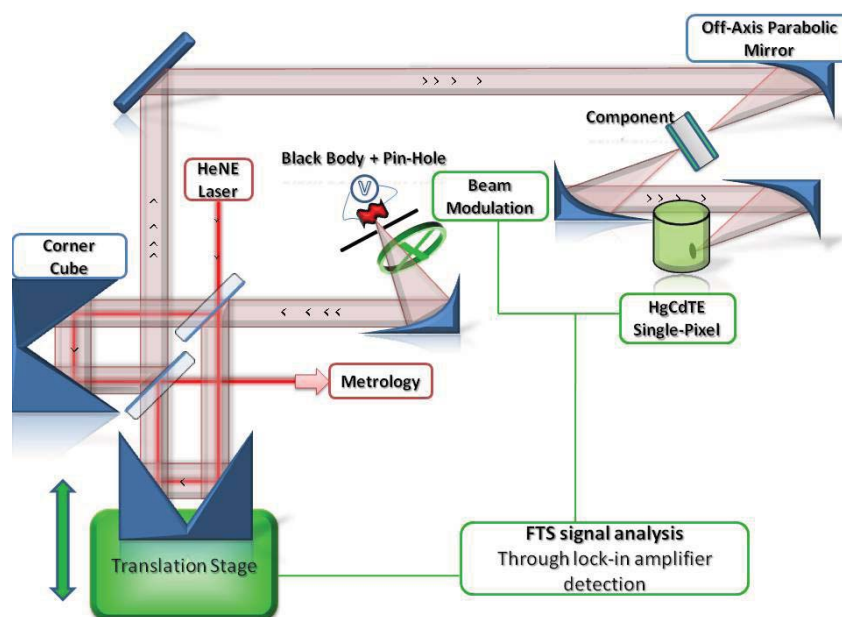 Off-Axis Parabolic
Mirror
Component
HeNE
Laser
Black Body + Pin-Hole
V
Beam
Modulation
Corner
Cube
HgCdTE
Single-Pixel
Metrology
FTS signal analysis
Through lock-in amplifier
detection
Translation Stage